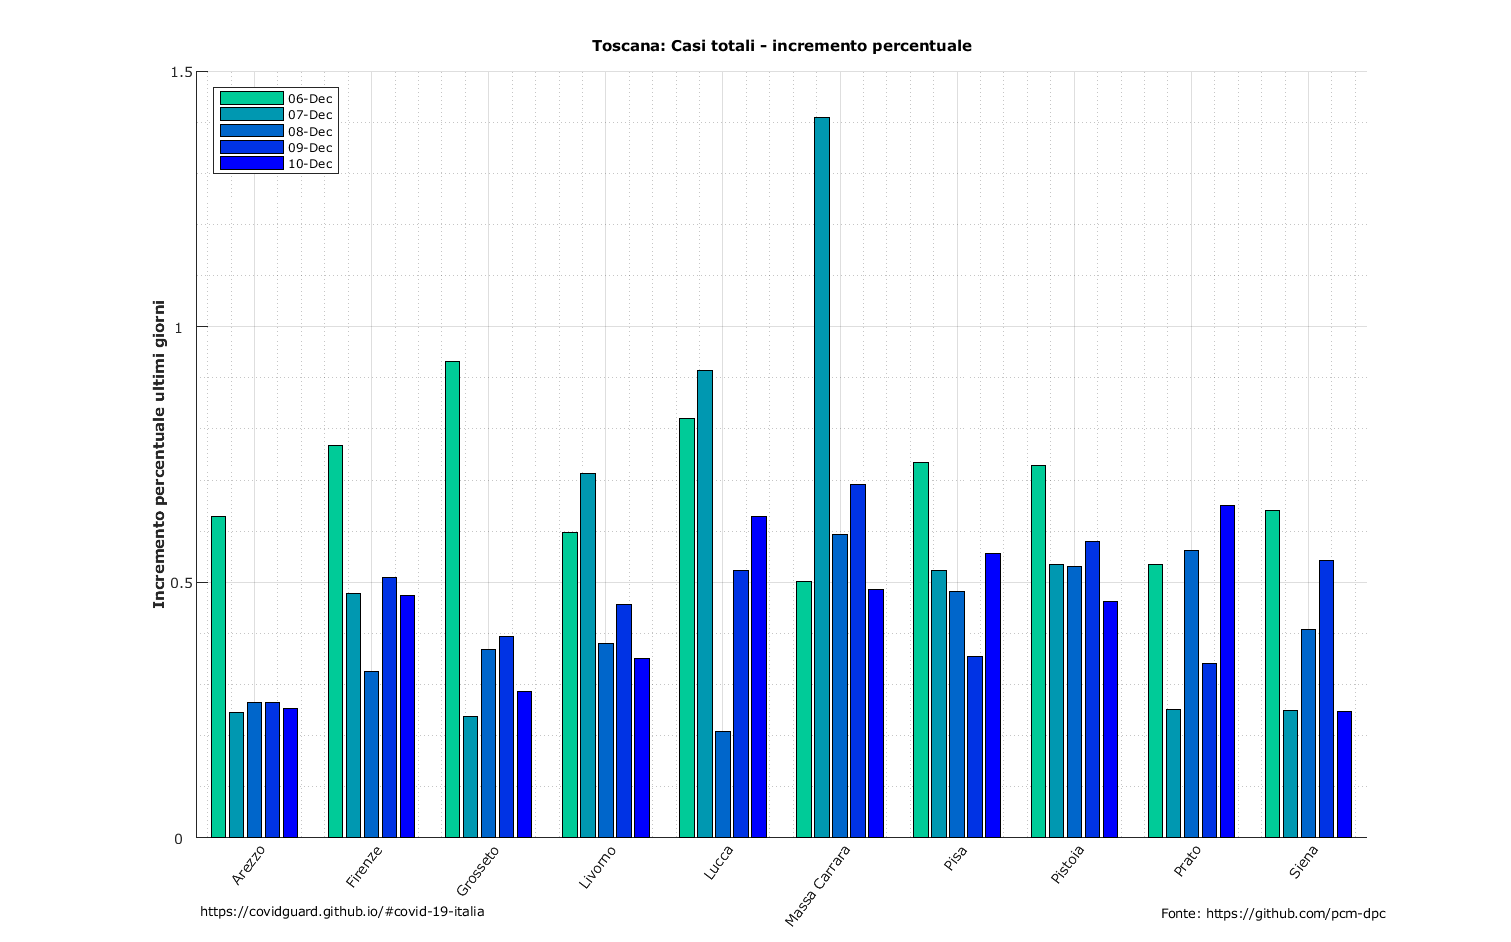 Toscana: Casi totali - incremento percentuale
1.5
1
0.5
0
Incremento percentuale ultimi giorni
06-Dec
07-Dec
08-Dec
09-Dec
10-Dec
Arezzo
Firenze
Grosseto
Livorno
Lucca
Massa Carrara
Pisa
Pistoia
Prato
Siena
https://covidguard.github.io/#covid-19-italia
Fonte: https://github.com/pcm-dpc